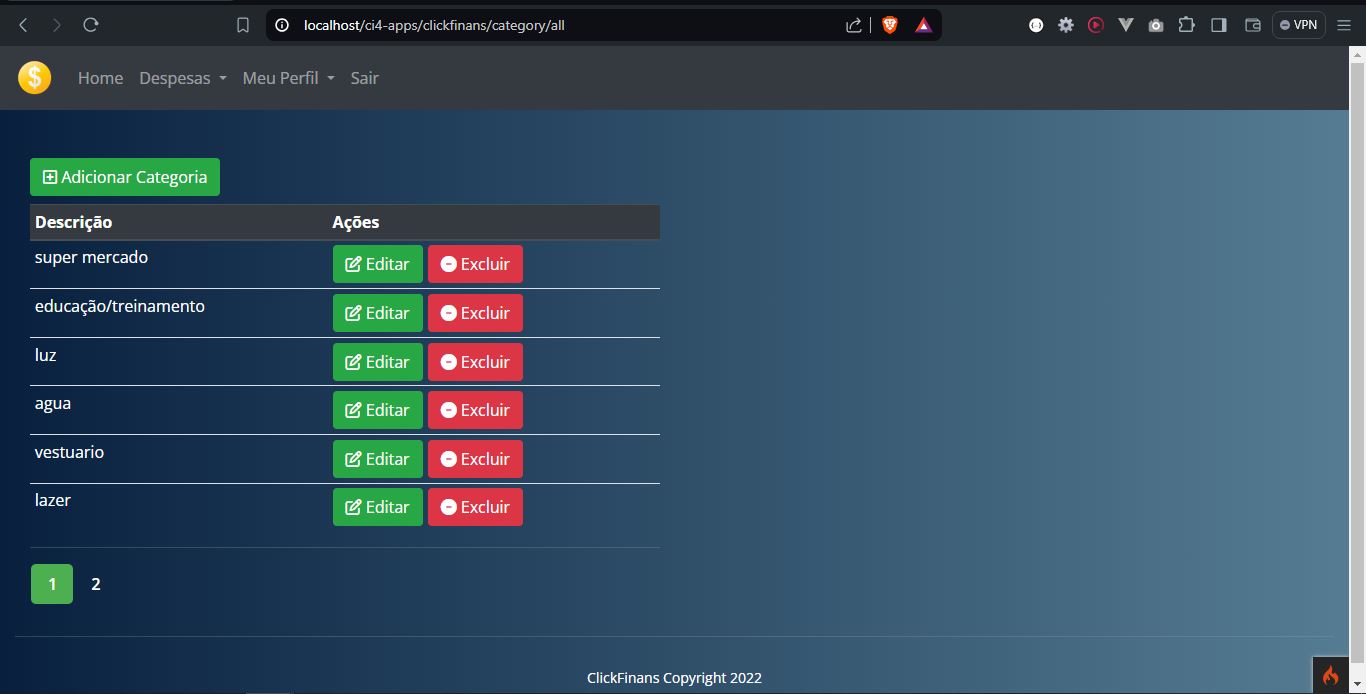 localhost/ci4-apps/clickfinans/category/all
VPN
$ Home Despesas Meu Perfil Sair
Adicionar Categoria
Descrição Ações
super mercado Editar Excluir
educação/treinamento Editar Excluir
luz Editar Excluir
agua Editar Excluir
vestuario Editar Excluir
lazer Editar Excluir
1 2
ClickFinans Copyright 2022